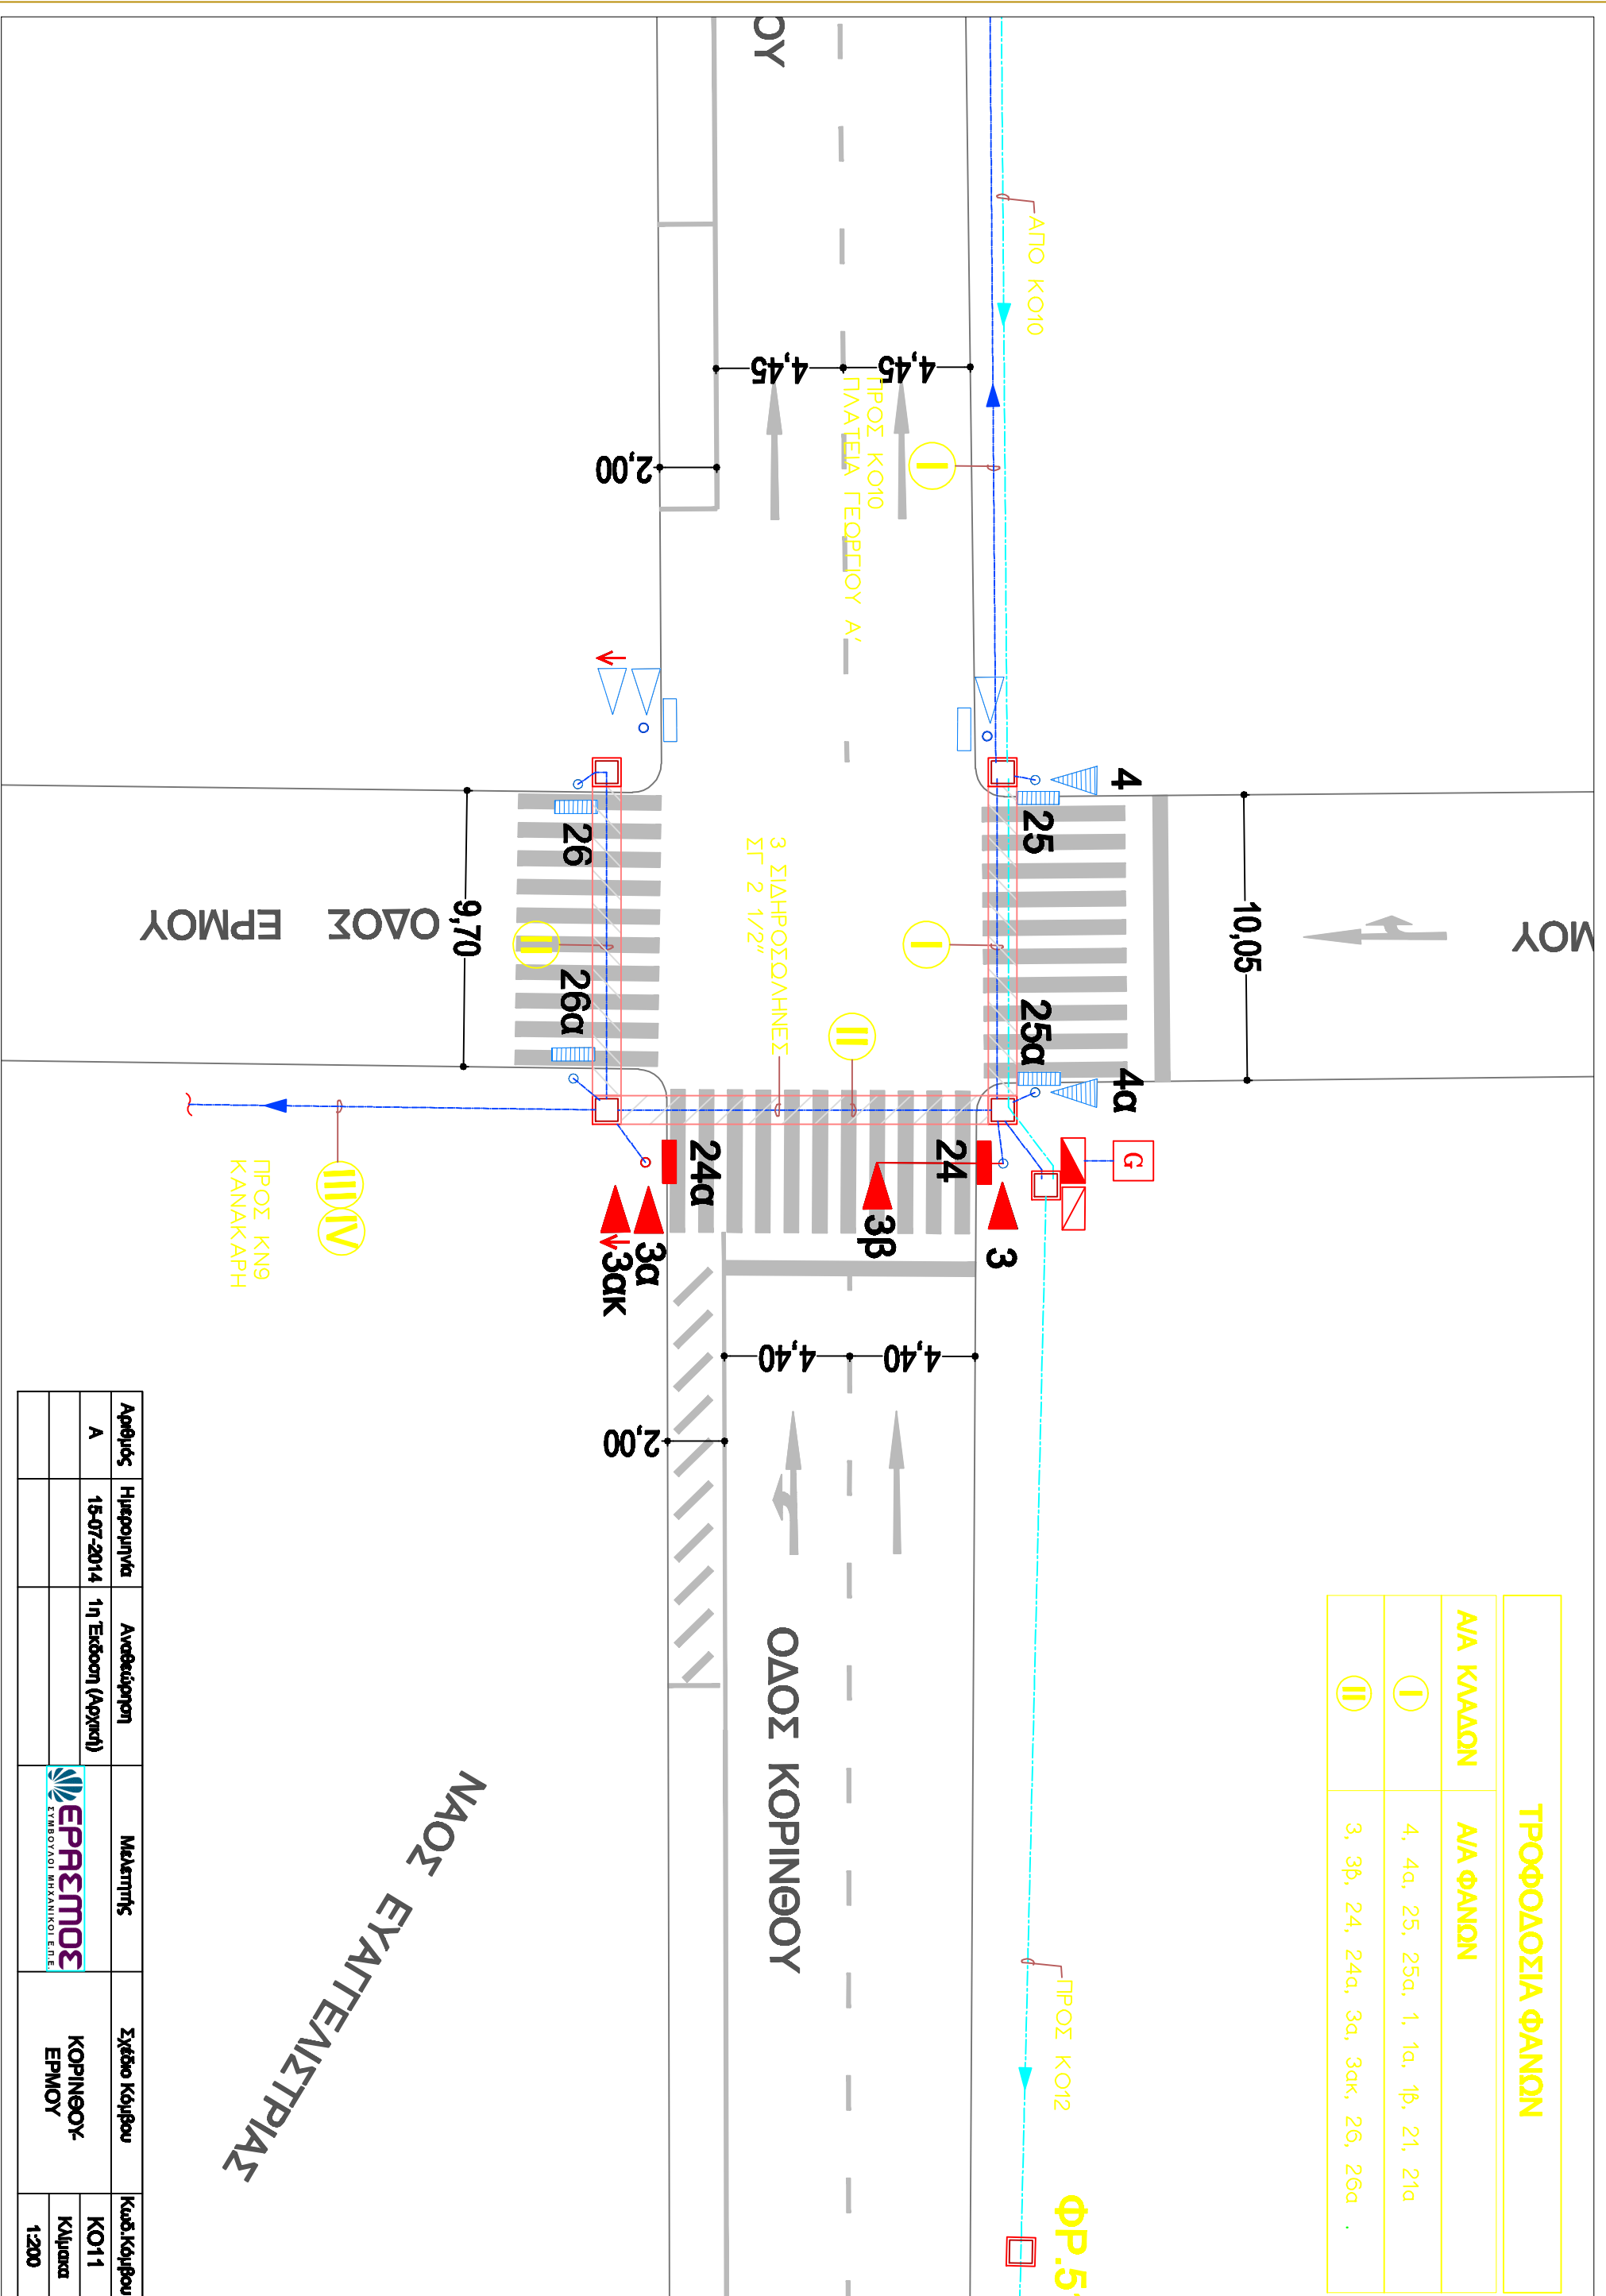 ΤΡΟΦΟΔΟΣΙΑ ΦΑΝΩΝ
Α/Α ΚΛΑΔΩΝ
Α/Α ΦΑΝΩΝ
I
4, 4α, 25, 25α, 1, 1α, 1β, 21, 21α
II
3, 3β, 24, 24α, 3α, 3ακ, 26, 26α .
ΜΟΥ
10,05
4
25
25α
4α
G
ΑΠΟ ΚΟ10
ΠΡΟΣ ΚΟ12
ΦΡ.5
I
I
II
4,45
4,45
ΠΡΟΣ ΚΟ10
ΠΛΑΤΕΙΑ ΓΕΩΡΓΙΟΥ Α'
ΟΥ
2,00
3 ΣΙΔΗΡΟΣΩΛΗΝΕΣ
ΣΓ 2 1/2"
24
3
3β
24α
3α
3ακ
4,40
4,40
2,00
ΟΔΟΣ ΚΟΡΙΝΘΟΥ
26
26α
II
9,70
ΟΔΟΣ ΕΡΜΟΥ
III
IV
ΠΡΟΣ ΚΝ9
ΚΑΝΑΚΑΡΗ
ΝΑΟΣ ΕΥΑΓΓΕΛΙΣΤΡΙΑΣ
Αριθμός
Ημερομηνία
Αναθεώρηση
Μελετητής
Σχέδιο Κόμβου
Κωδ.Κόμβου
Α
15-07-2014
1η Έκδοση (Αρχική)
ΕΡΑΣΜΟΣ
ΣΥΜΒΟΥΛΟΙ ΜΗΧΑΝΙΚΟΙ Ε.Π.Ε.
ΚΟΡΙΝΘΟΥ-
ΕΡΜΟΥ
ΚΟ11
Κλίμακα
1:200